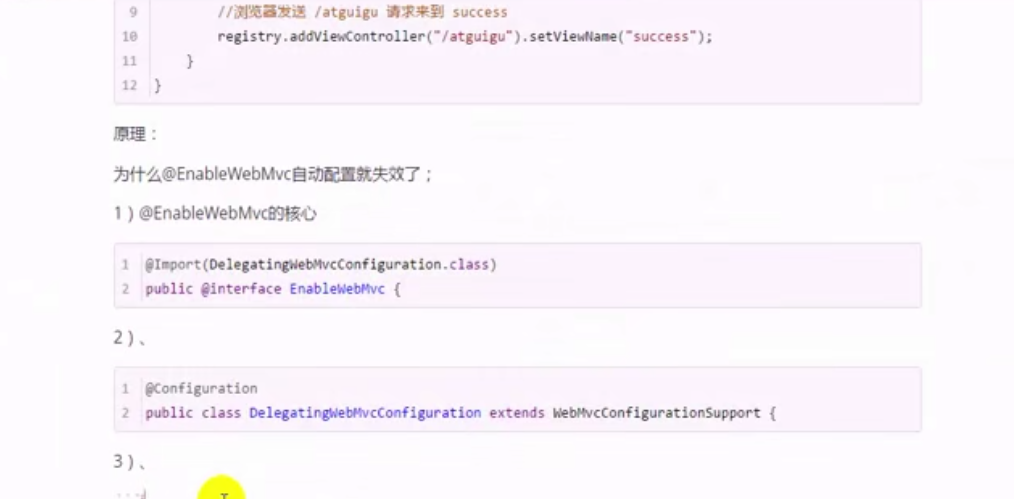 9 //浏览器发送 /atguigu 请求来到 success
10 registry.addViewController("/atguigu").setViewName("success");
11 }
12 }
原理：
为什么@EnableWebMvc自动配置就失效了；
1）@EnableWebMvc的核心
1 @Import(DelegatingWebMvcConfiguration.class)
2 public @interface EnableWebMvc {
2）、
1 @Configuration
2 public class DelegatingWebMvcConfiguration extends WebMvcConfigurationSupport {
3）、